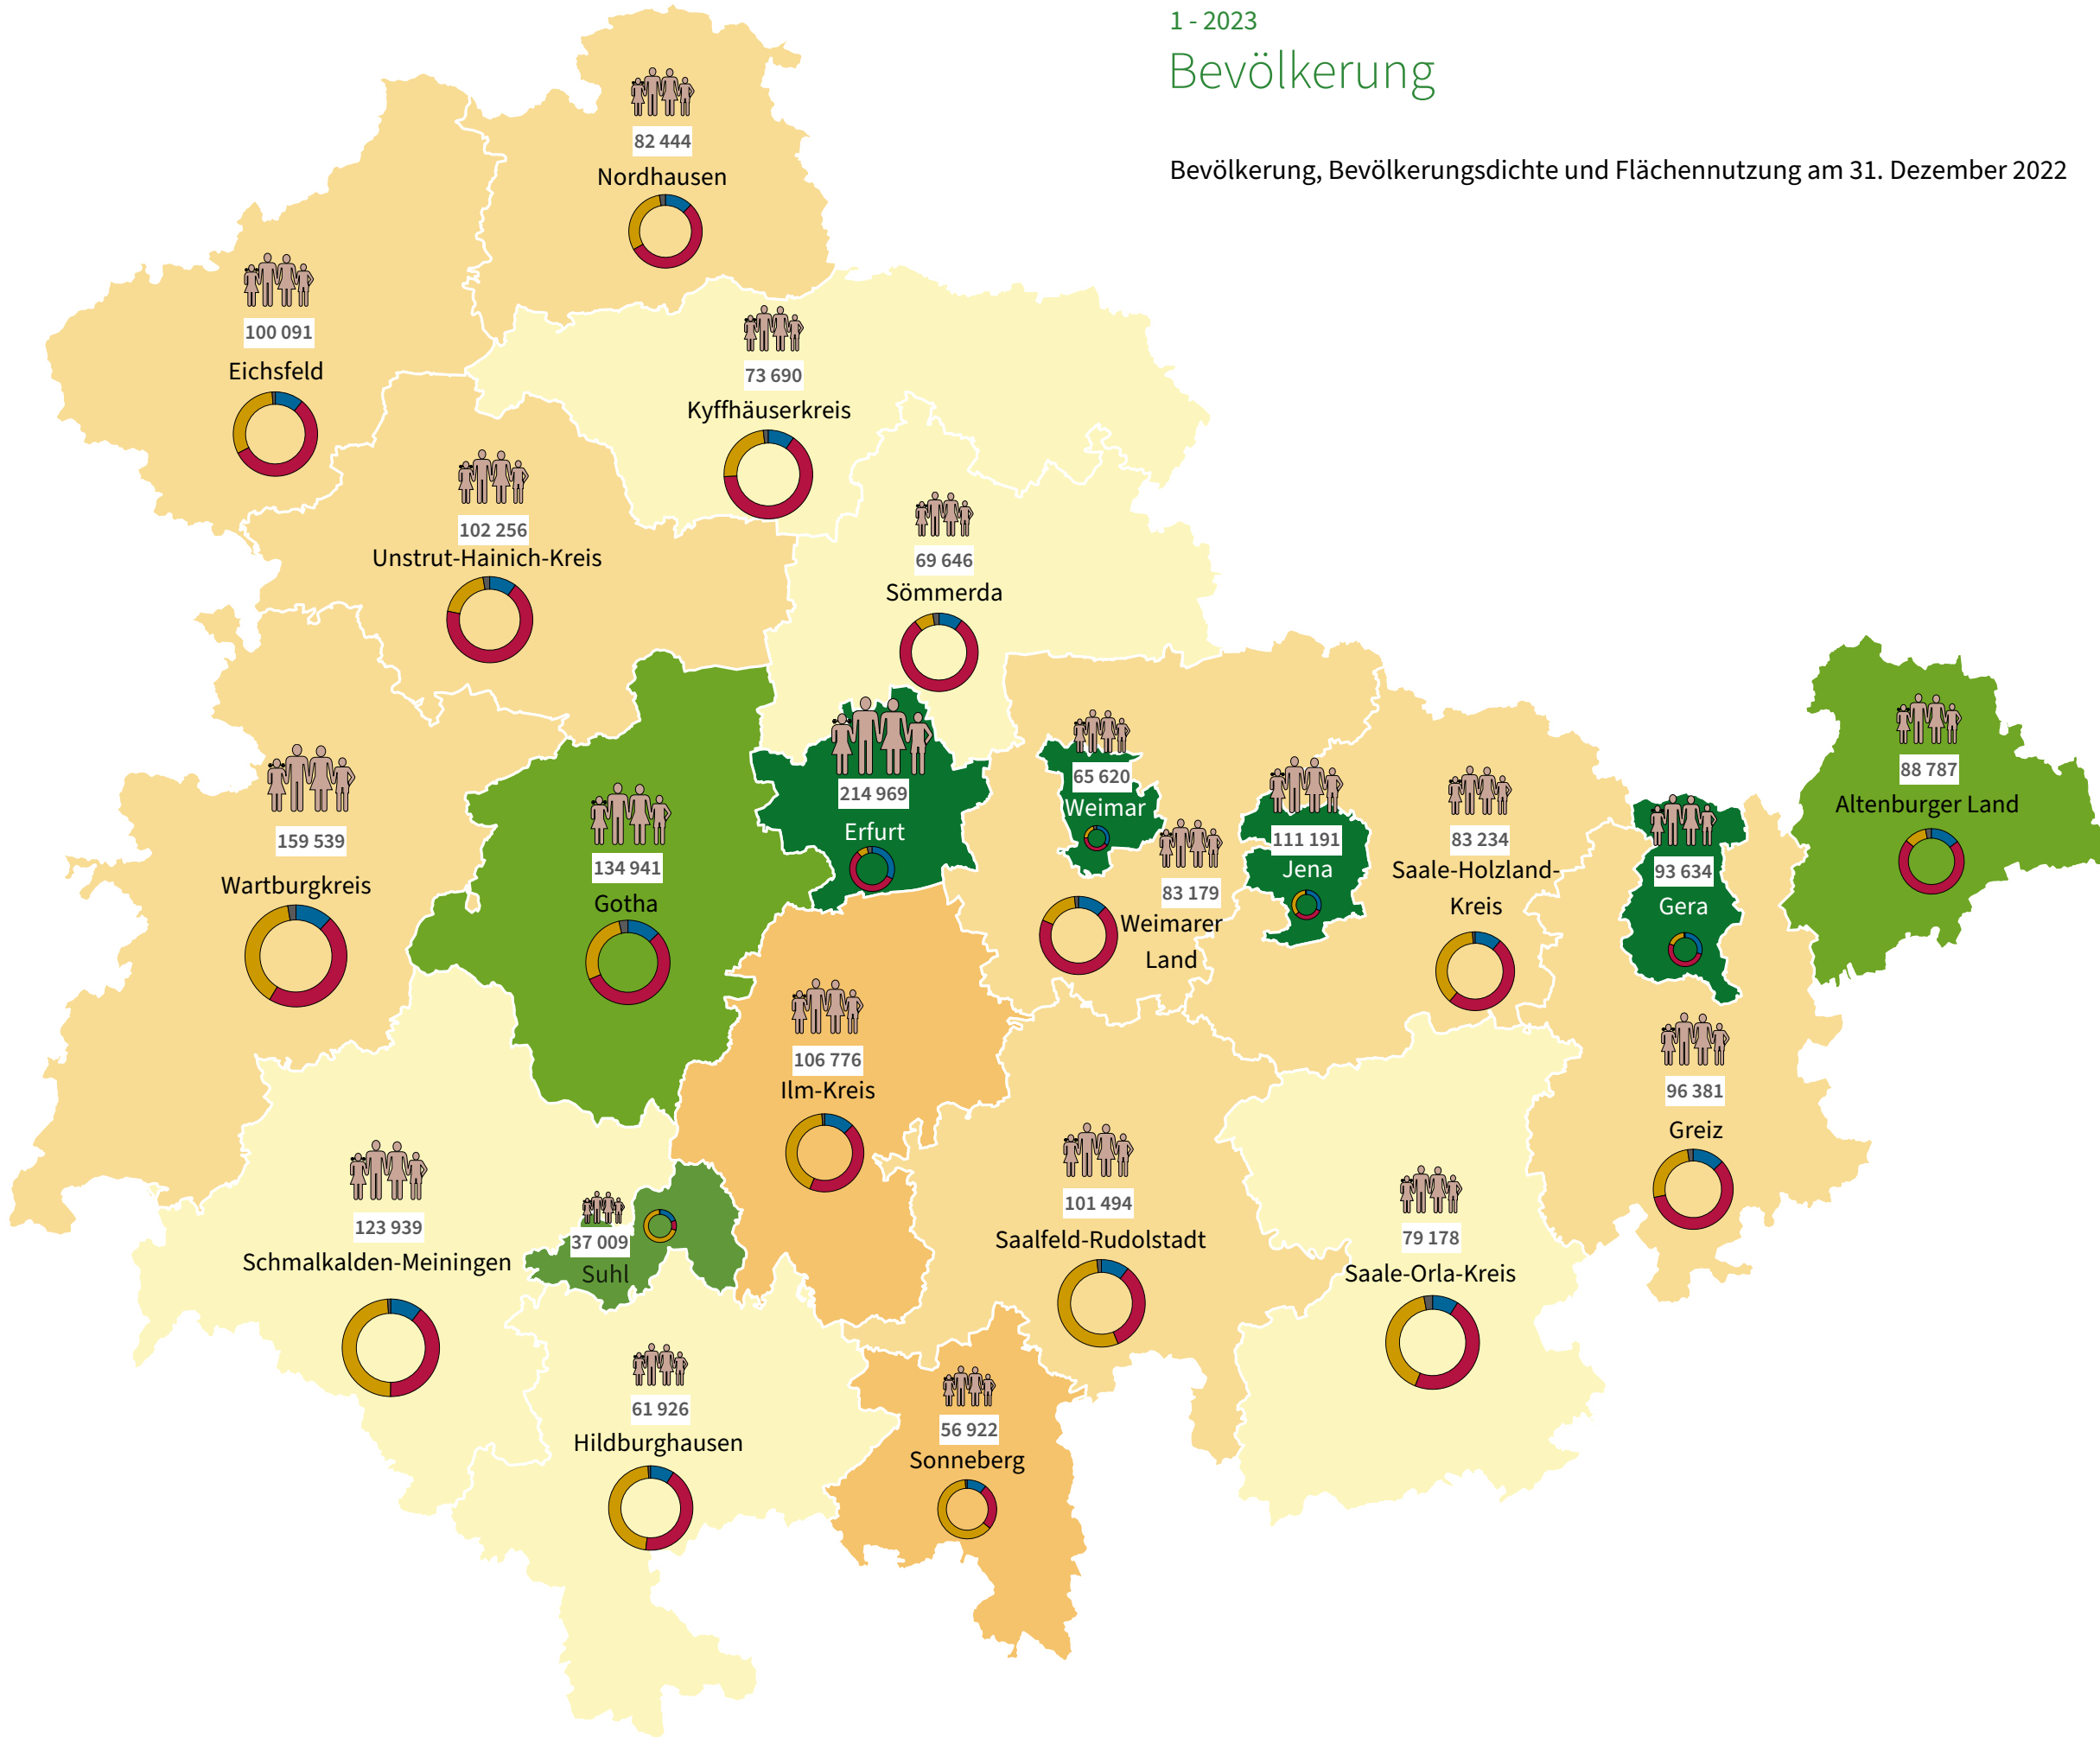 1 - 2023
Bevölkerung
Bevölkerung, Bevölkerungsdichte und Flächennutzung am 31. Dezember 2022
82 444
Nordhausen
100 091
Eichsfeld
73 690
Kyffhäuserkreis
102 256
Unstrut-Hainich-Kreis
69 646
Sömmerda
159 539
Wartburgkreis
134 941
Gotha
214 969
Erfurt
65 620
Weimar
83 179
Weimarer
Land
111 191
Jena
83 234
Saale-Holzland-
Kreis
93 634
Gera
88 787
Altenburger Land
106 776
Ilm-Kreis
96 381
Greiz
123 939
Schmalkalden-Meiningen
37 009
Suhl
101 494
Saalfeld-Rudolstadt
79 178
Saale-Orla-Kreis
61 926
Hildburghausen
56 922
Sonneberg